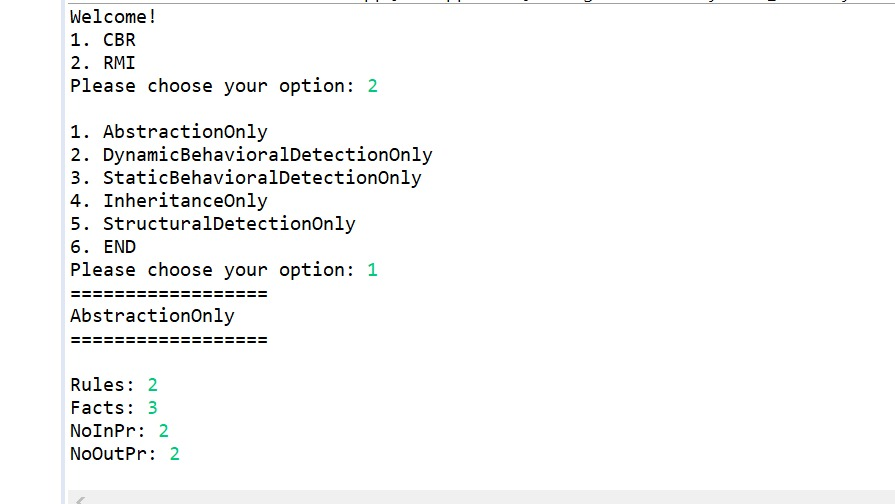 Welcome!
1. CBR
2. RMI
Please choose your option: 2
1. AbstractionOnly
2. DynamicBehavioralDetectionOnly
3. StaticBehavioralDetectionOnly
4. InheritanceOnly
5. StructuralDetectionOnly
6. END
Please choose your option: 1
==================
AbstractionOnly
==================
Rules: 2
Facts: 3
NoInPr: 2
NoOutPr: 2